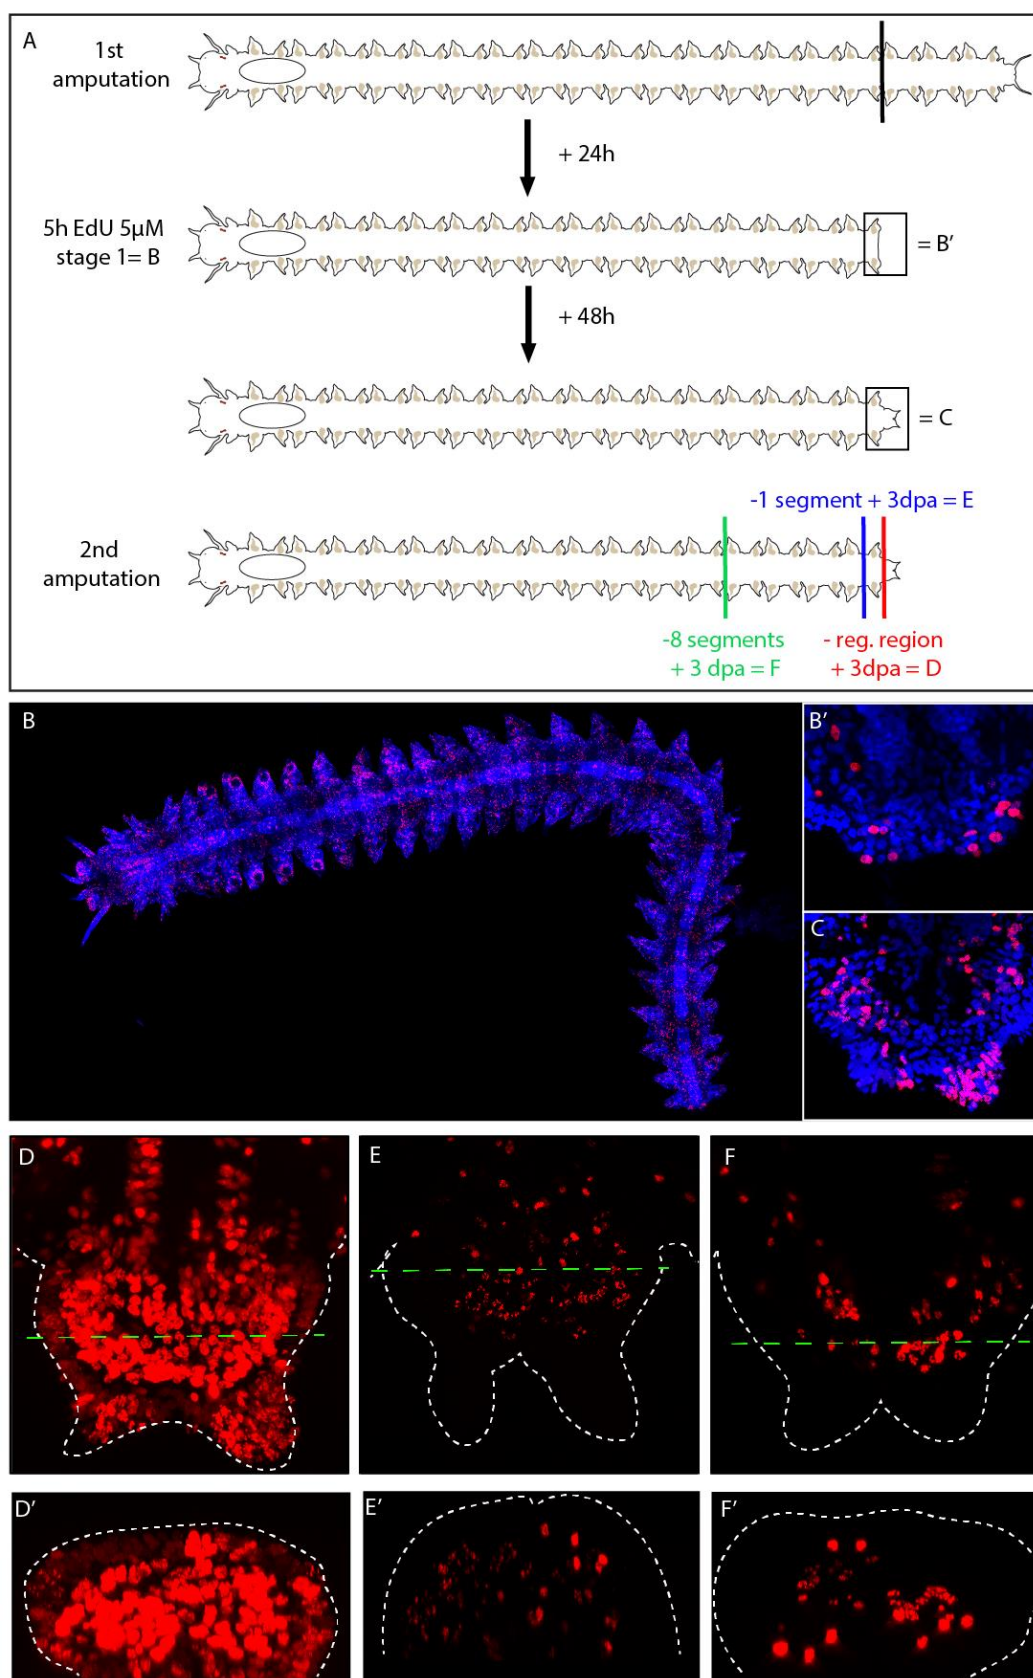 A
1st
amputation
+ 24h
5h EdU 5µM
stage 1= B
= B'
+ 48h
= C
-1 segment + 3dpa = E
2nd
amputation
-8 segments
+ 3 dpa = F
- reg. region
+ 3dpa = D
B
B'
C
D
E
F
D'
E'
F'